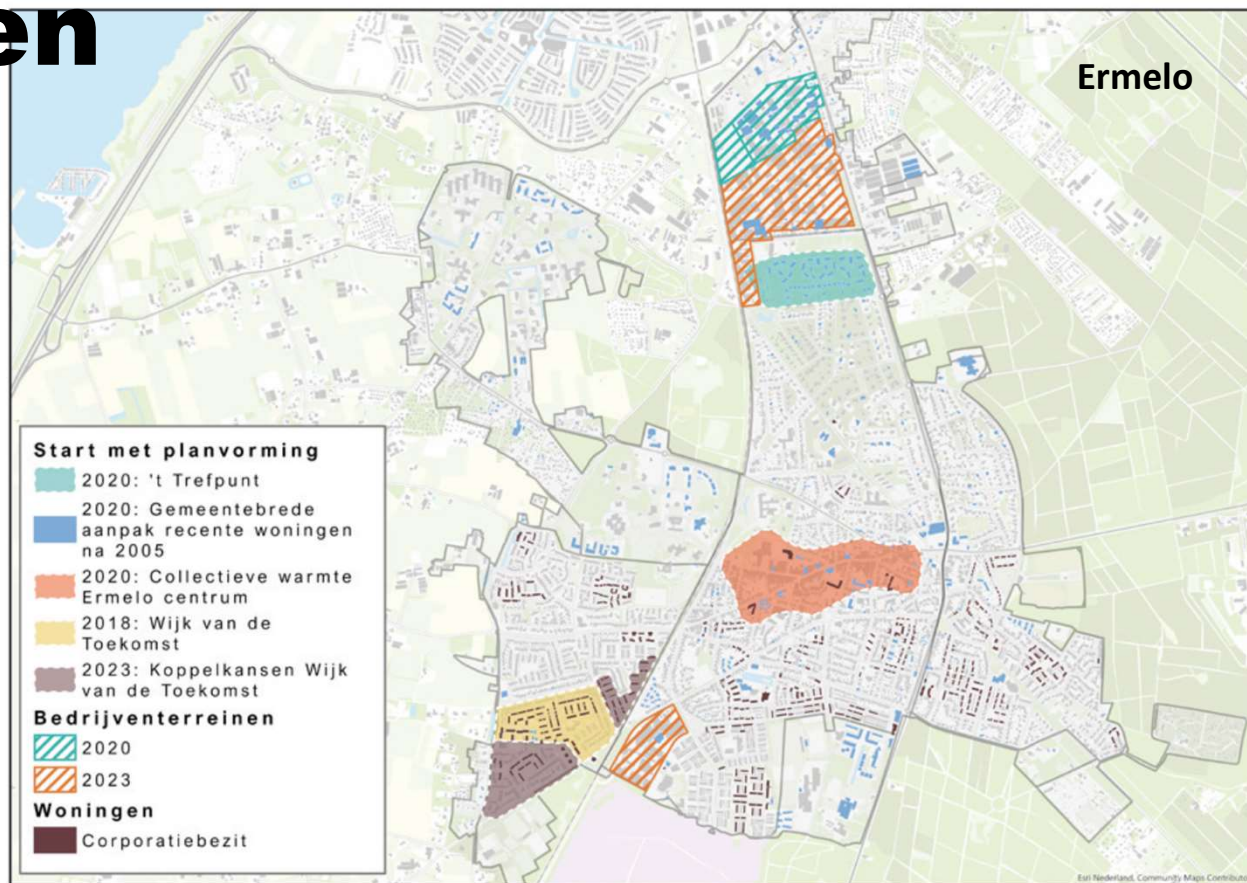 en
Ermelo
Start met planvorming
2020: 't Trefpunt
2020: Gemeentebrede
aanpak recente woningen
na 2005
2020: Collectieve warmte
Ermelo centrum
2018: Wijk van de
Toekomst
2023: Koppelkansen Wijk
van de Toekomst
Bedrijventerreinen
2020
2023
Woningen
Corporatiebezit
Esri Nederland, Community Maps Contributo